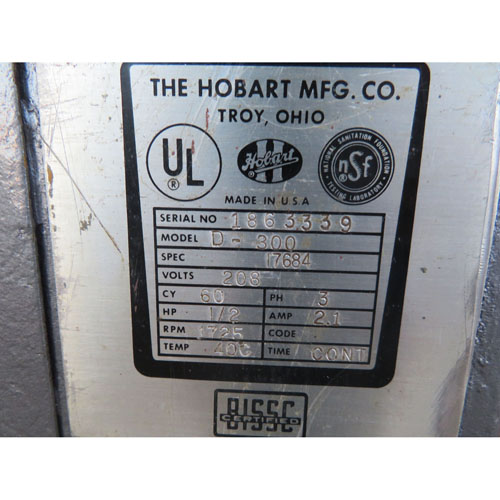 THE HOBART MFG. CO.
TROY, OHIO
UL
®
Hobart
H
®
NATIONAL SANITATION FOUNDATION
TESTING LABORATORY
nsf
MADE IN U.S.A
SERIAL NO 1863339
MODEL D-300
SPEC 17684
VOLTS 208
CY 60 PH 3
HP 1/2 AMP 2.1
RPM 1725 CODE
TEMP 40C TIME CONT
BISSC
CERTIFIED